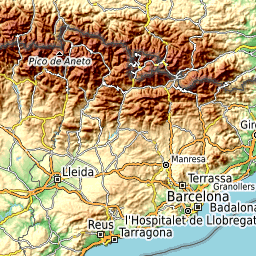 Pico de Aneto
Gir
Manresa
Lleida
Terrassa
Granollers
Barcelona
Badalona
l'Hospitalet de Llobregat
Reus
Tarragona